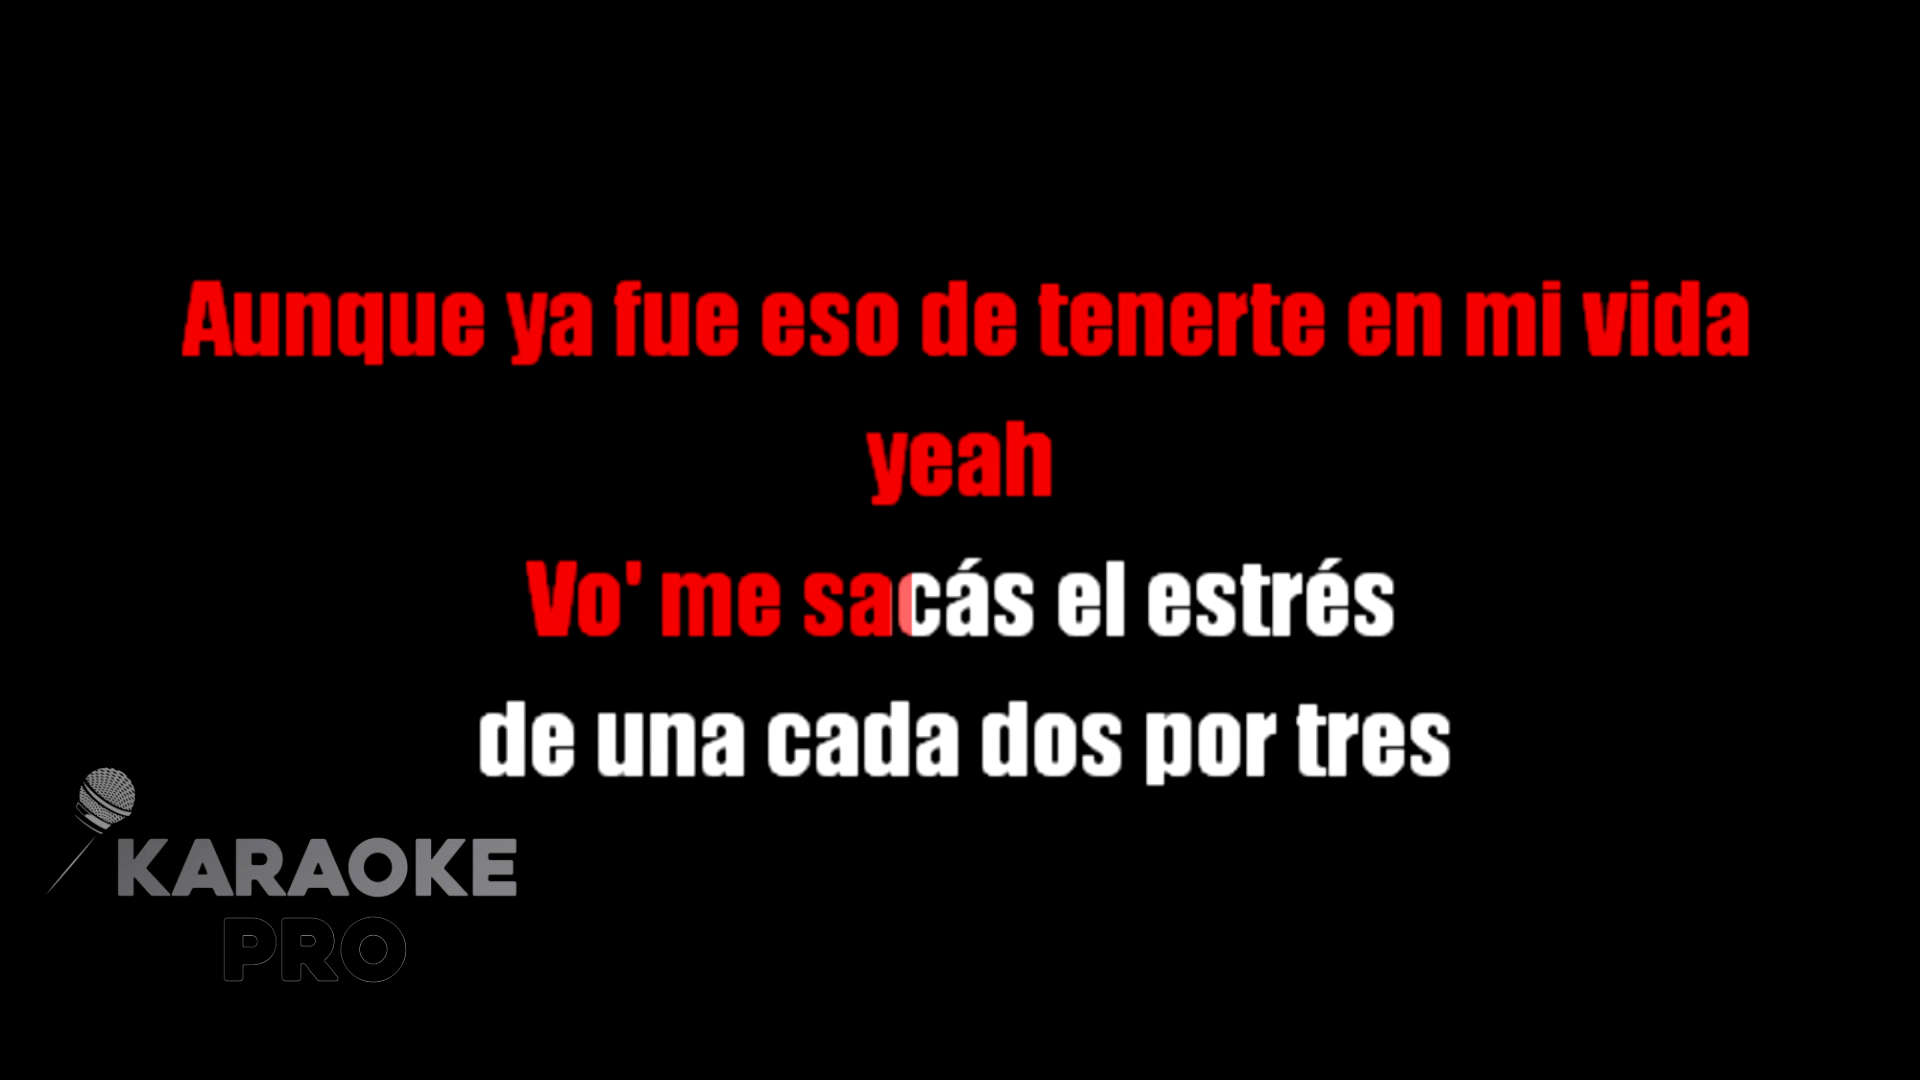 Aunque ya fue eso de tenerte en mi vida
yeah
Vo' me sacás el estrés
de una cada dos por tres
KARAOKE
PRO